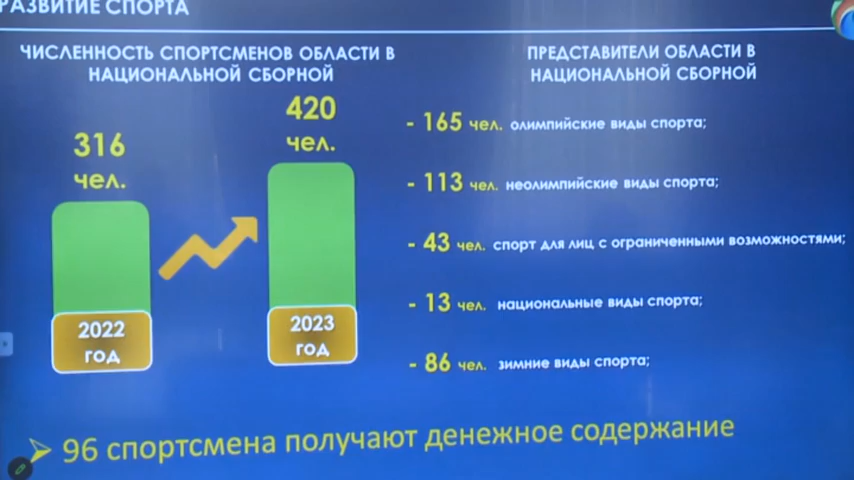 РАЗВИТИЕ СПОРТА
ЧИСЛЕННОСТЬ СПОРТСМЕНОВ ОБЛАСТИ В
НАЦИОНАЛЬНОЙ СБОРНОЙ
316
чел.
420
чел.
2022
год
2023
год
ПРЕДСТАВИТЕЛИ ОБЛАСТИ В
НАЦИОНАЛЬНОЙ СБОРНОЙ
- 165 чел. олимпийские виды спорта;
- 113 чел. неолимпийские виды спорта;
- 43 чел. спорт для лиц с ограниченными возможностями;
- 13 чел. национальные виды спорта;
- 86 чел. зимние виды спорта;
96 спортсмена получают денежное содержание